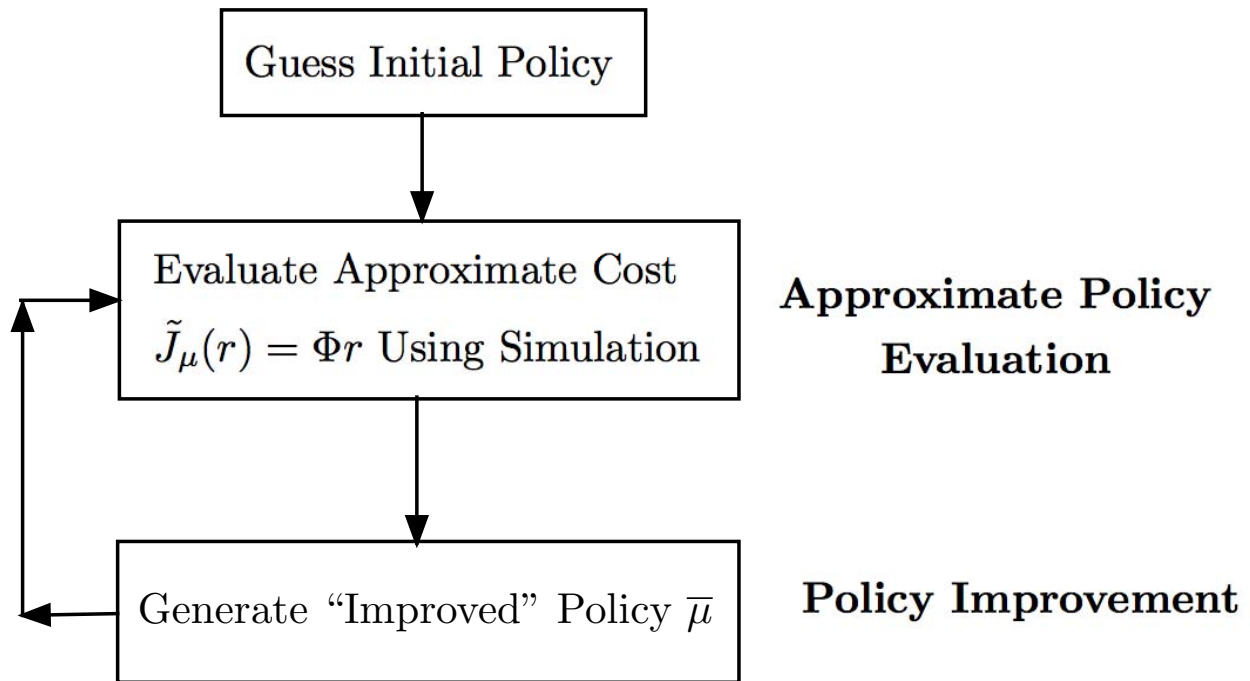 Guess Initial Policy
Evaluate Approximate Cost
J̃μ(r) = Φr Using Simulation
Approximate Policy
Evaluation
Generate “Improved” Policy μ̅
Policy Improvement